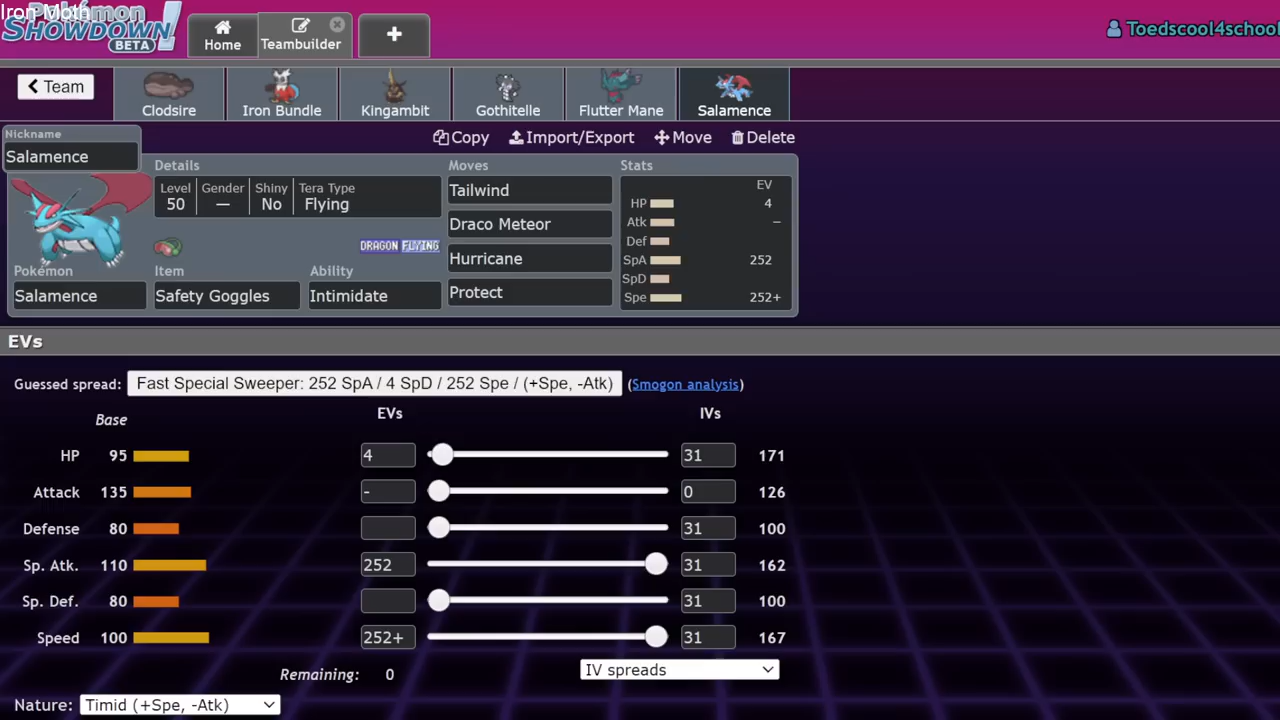 Iron Moth
Pokémon
SHOWDOWN!
BETA
Home
Teambuilder
Toedscool4school
Team
Clodsire
Iron Bundle
Kingambit
Gothitelle
Flutter Mane
Salamence
Copy
Import/Export
Move
Delete
Nickname
Salamence
Details
Level
50
Gender
—
Shiny
No
Tera Type
Flying
DRAGON FLYING
Pokémon
Salamence
Item
Safety Goggles
Ability
Intimidate
Moves
Tailwind
Draco Meteor
Hurricane
Protect
Stats
EV
HP 4
Atk –
Def
SpA 252
SpD
Spe 252+
EVs
Guessed spread: Fast Special Sweeper: 252 SpA / 4 SpD / 252 Spe / (+Spe, -Atk) (Smogon analysis)
Base EVs IVs
HP 95 4 31 171
Attack 135 - 0 126
Defense 80 31 100
Sp. Atk. 110 252 31 162
Sp. Def. 80 31 100
Speed 100 252+ 31 167
Remaining: 0 IV spreads
Nature: Timid (+Spe, -Atk)